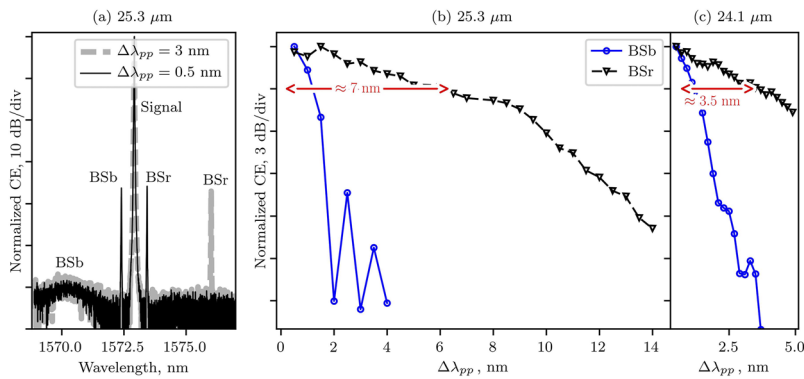 (a) 25.3 μm
(b) 25.3 μm
(c) 24.1 μm
Δλpp = 3 nm
Δλpp = 0.5 nm
Signal
BSb
BSr
BSr
BSb
Normalized CE, 10 dB/div
1570.0
1572.5
1575.0
Wavelength, nm
BSb
BSr
≈ 7 nm
Normalized CE, 3 dB/div
0
2
4
6
8
10
12
14
Δλpp , nm
≈ 3.5 nm
2.5
5.0
Δλpp , nm